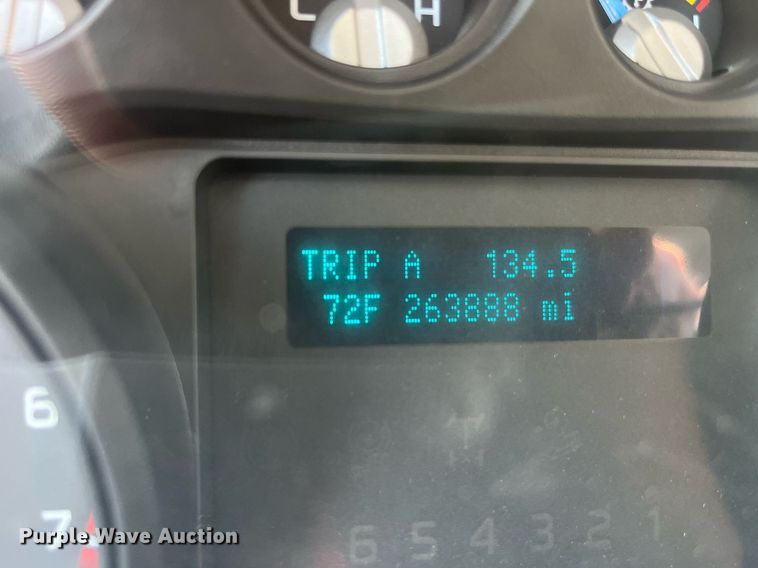 C H
TRIP A 134.5
72F 263888 mi
6
7
6 5 4 3 2 1
Purple Wave Auction